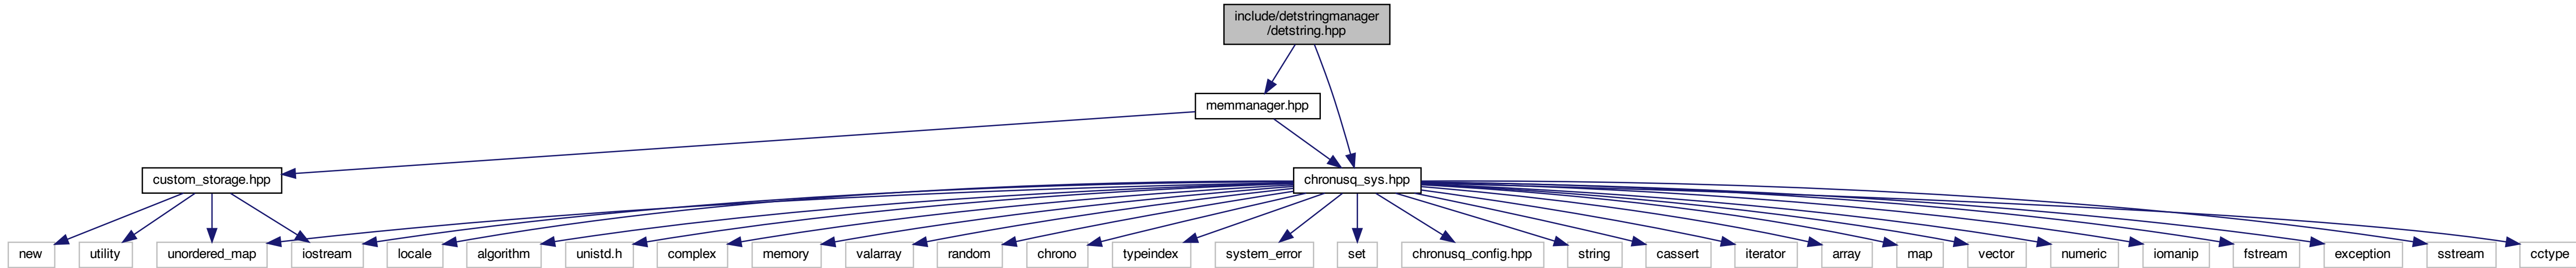 include/detstringmanager
/detstring.hpp
memmanager.hpp
custom_storage.hpp
chronusq_sys.hpp
new
utility
unordered_map
iostream
locale
algorithm
unistd.h
complex
memory
valarray
random
chrono
typeindex
system_error
set
chronusq_config.hpp
string
cassert
iterator
array
map
vector
numeric
iomanip
fstream
exception
sstream
cctype